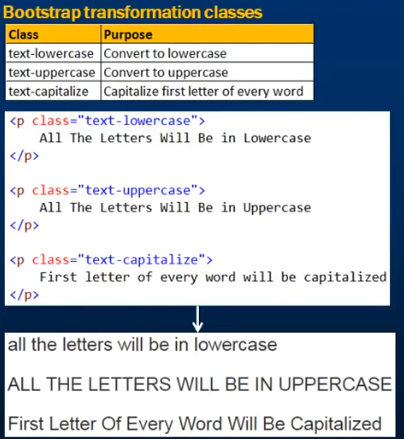 Bootstrap transformation classes
Class Purpose
text-lowercase Convert to lowercase
text-uppercase Convert to uppercase
text-capitalize Capitalize first letter of every word
<p class="text-lowercase">
All The Letters Will Be in Lowercase
</p>
<p class="text-uppercase">
All The Letters Will Be in Uppercase
</p>
<p class="text-capitalize">
First letter of every word will be capitalized
</p>
all the letters will be in lowercase
ALL THE LETTERS WILL BE IN UPPERCASE
First Letter Of Every Word Will Be Capitalized